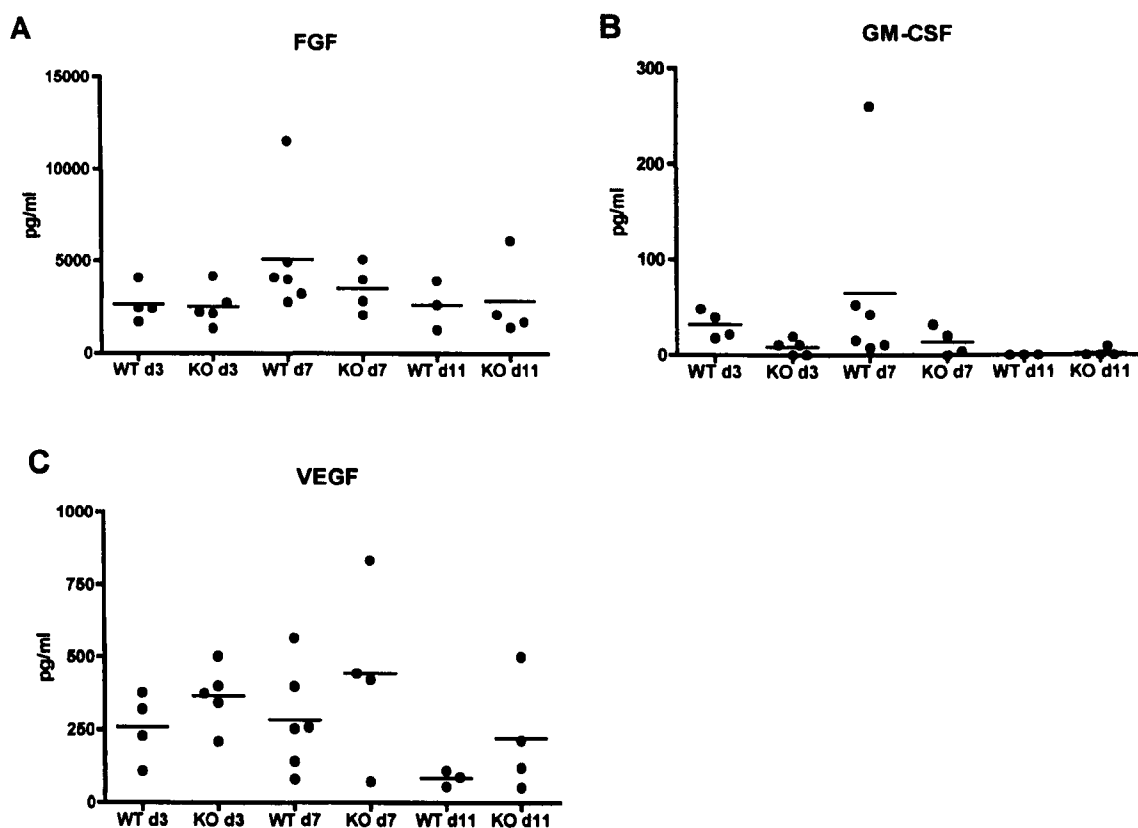 A
FGF
15000
10000
5000
0
pg/ml
WT d3 KO d3 WT d7 KO d7 WT d11 KO d11
B
GM-CSF
300
200
100
0
pg/ml
WT d3 KO d3 WT d7 KO d7 WT d11 KO d11
C
VEGF
1000
750
500
250
0
pg/ml
WT d3 KO d3 WT d7 KO d7 WT d11 KO d11